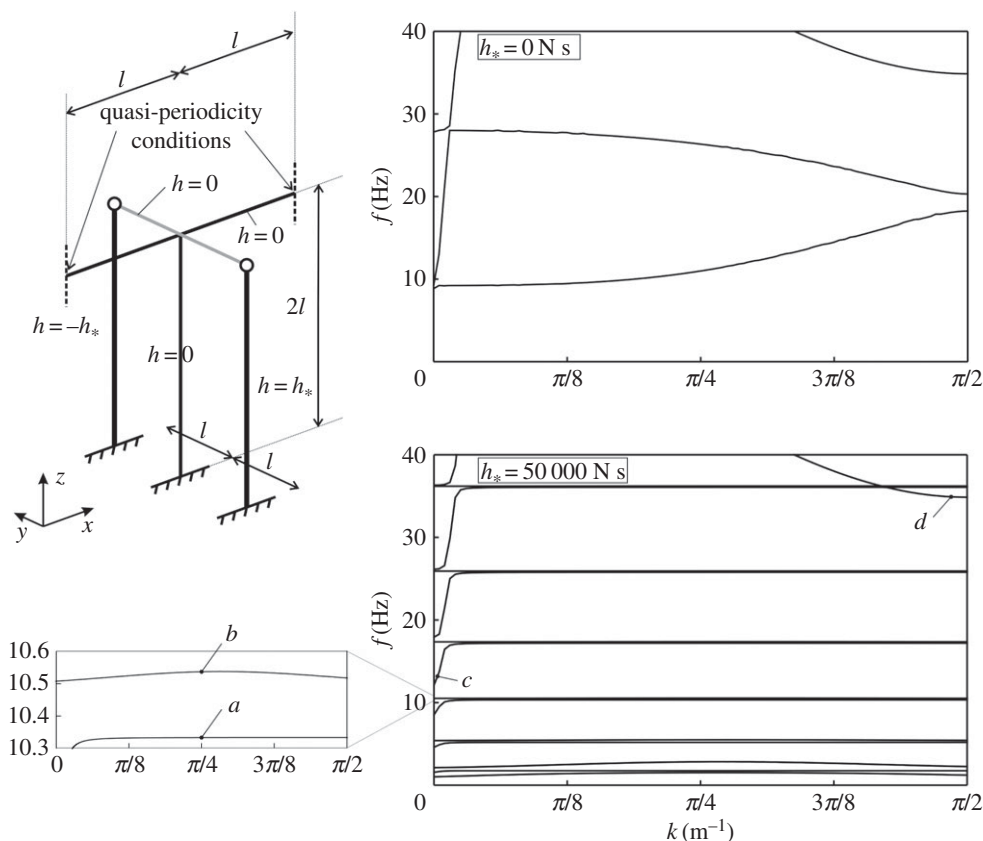 l
l
quasi-periodicity
conditions
h = 0
h = 0
2l
h = –h*
h = 0
h = h*
l
l
z
y
x
10.6
10.5
10.4
10.3
b
a
0
π/8
π/4
3π/8
π/2
40
30
20
10
f (Hz)
h* = 0 N s
0
π/8
π/4
3π/8
π/2
40
30
20
10
f (Hz)
h* = 50 000 N s
d
c
0
π/8
π/4
3π/8
π/2
k (m⁻¹)